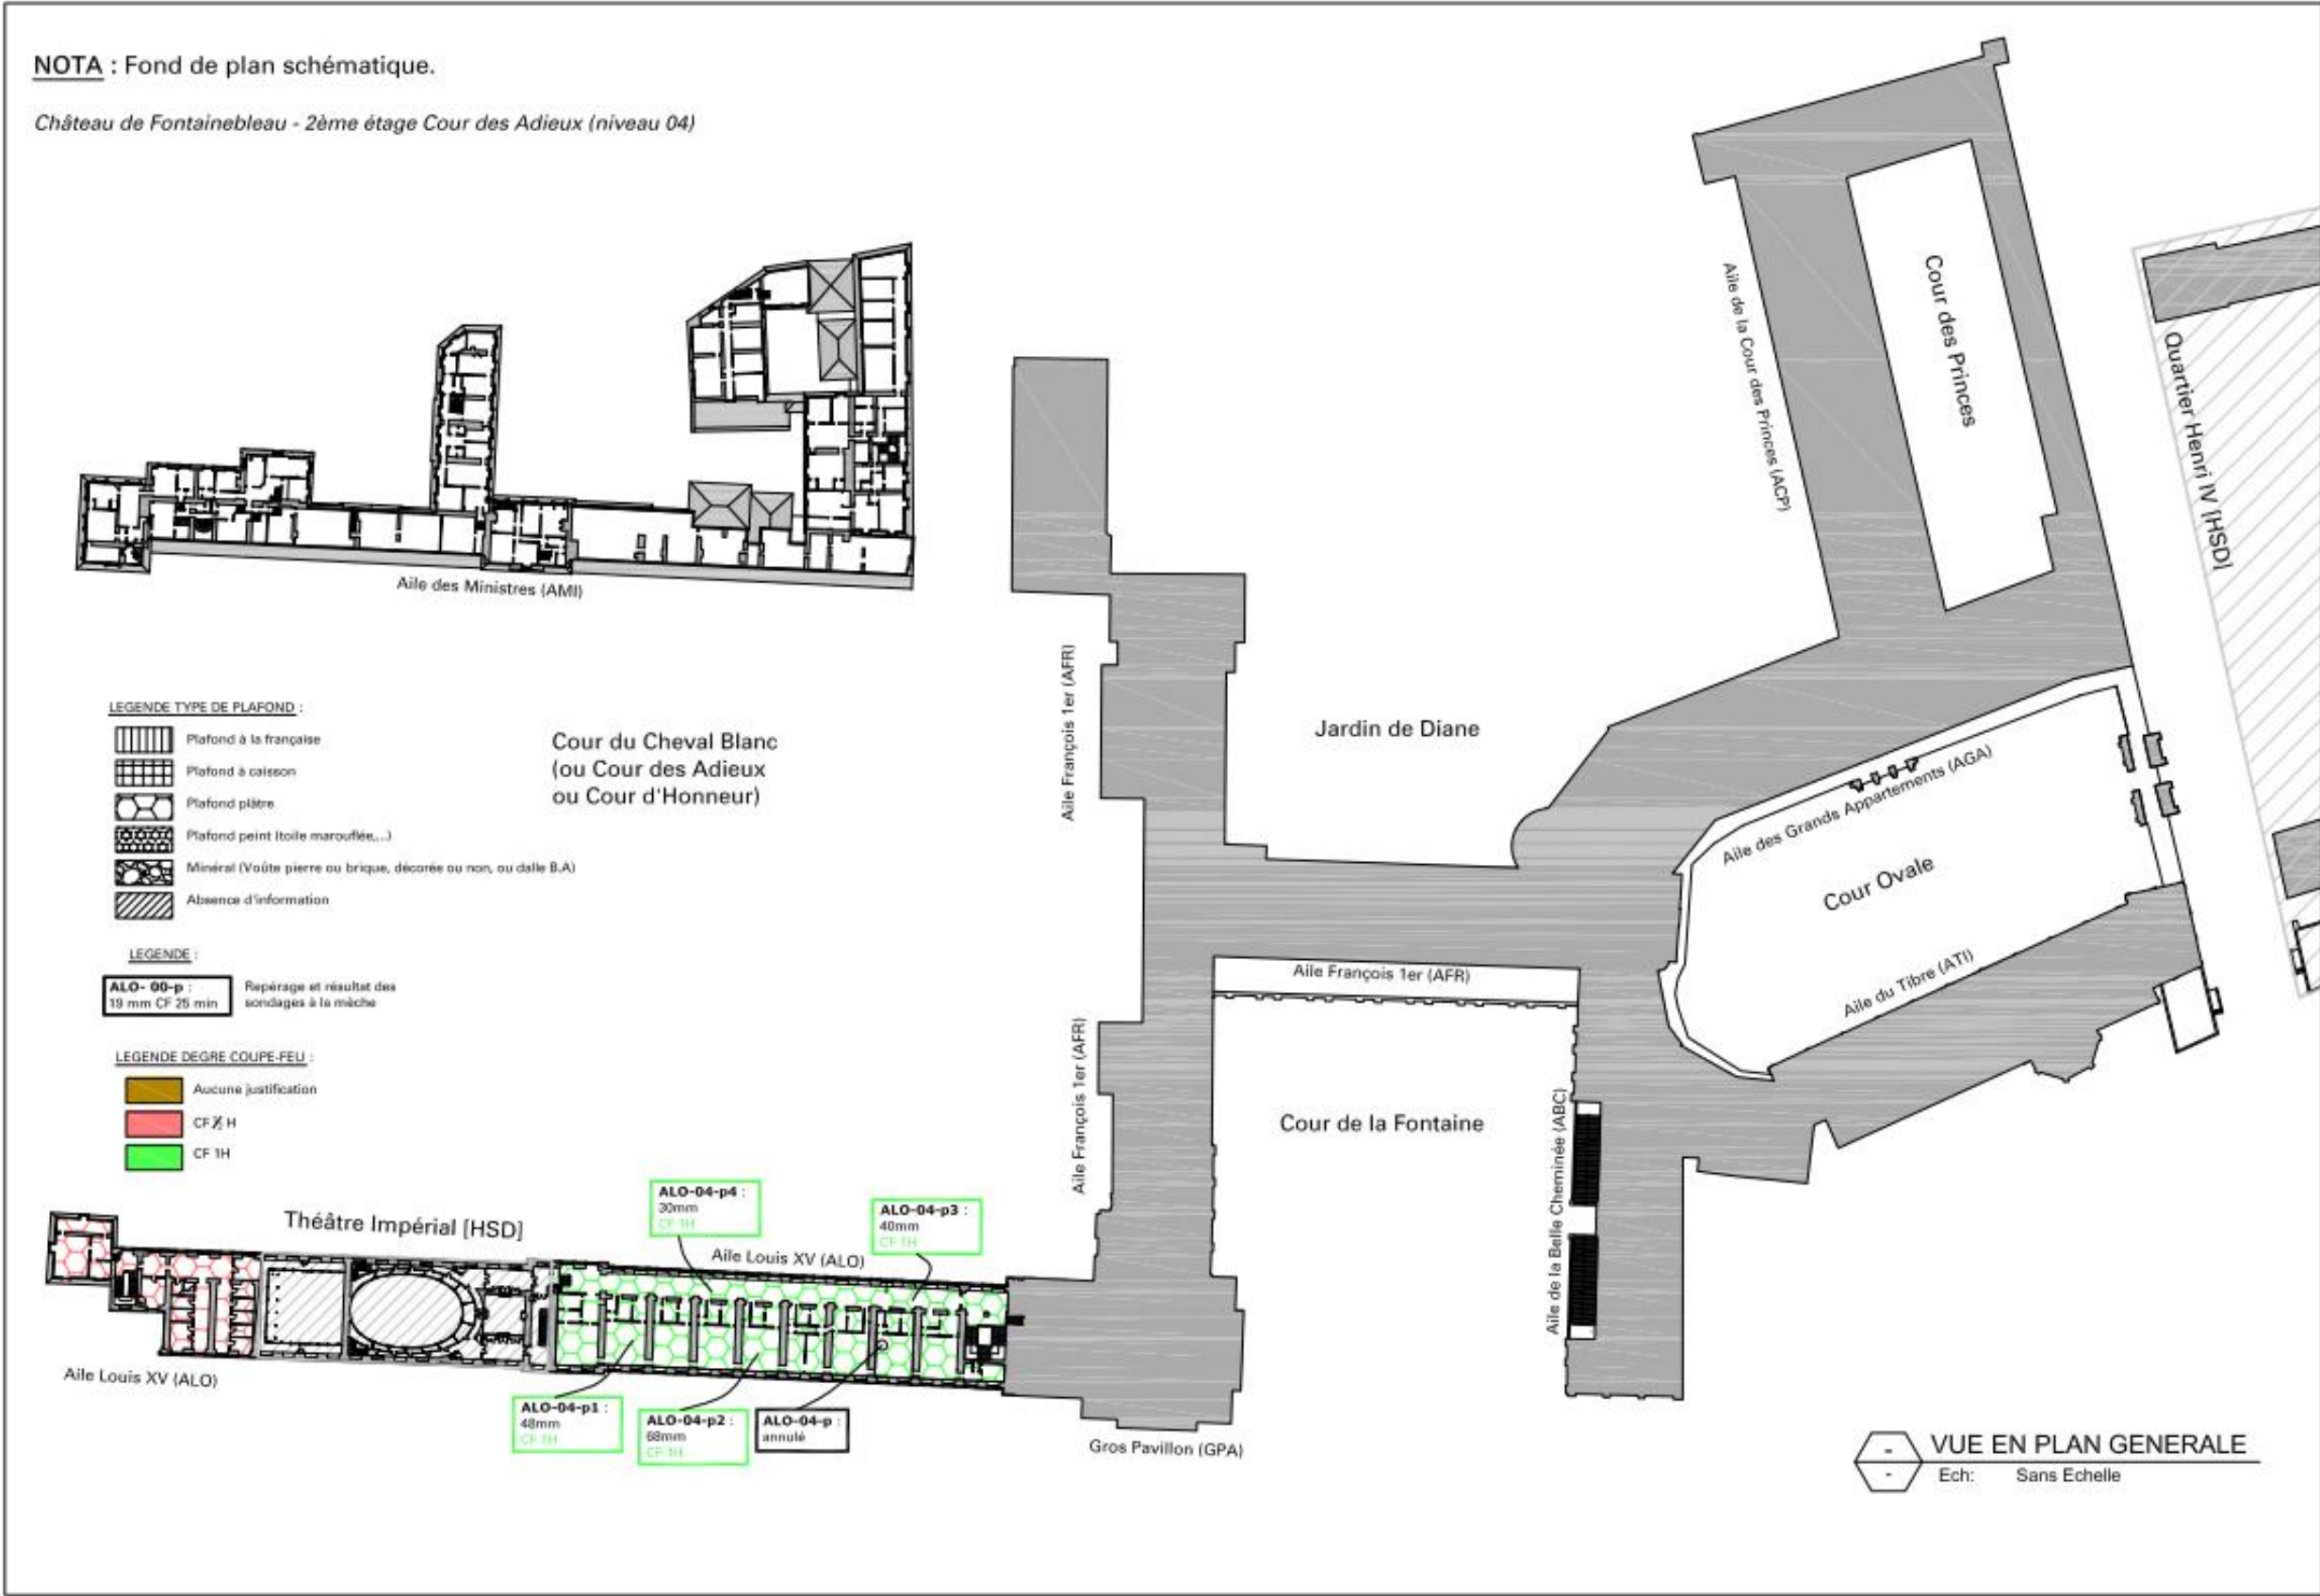 NOTA : Fond de plan schématique.
Château de Fontainebleau - 2ème étage Cour des Adieux (niveau 04)
Aile des Ministres (AMI)
Aile de la Cour des Princes (ACP)
Cour des Princes
Quartier Henri IV [HSD]
Aile François 1er (AFR)
Jardin de Diane
LEGENDE TYPE DE PLAFOND :
Plafond à la française
Plafond à caisson
Plafond plâtre
Plafond peint (toile marouflée,...)
Minéral (Voûte pierre ou brique, décorée ou non, ou dalle B.A)
Absence d'information
Cour du Cheval Blanc
(ou Cour des Adieux
ou Cour d'Honneur)
Aile des Grands Appartements (AGA)
Cour Ovale
Aile du Tibre (ATI)
Aile François 1er (AFR)
LEGENDE :
ALO- 00-p :
19 mm CF 25 min
Repérage et résultat des
sondages à la mèche
LEGENDE DEGRE COUPE-FEU :
Aucune justification
CF ½ H
CF 1H
Aile François 1er (AFR)
Cour de la Fontaine
Aile de la Belle Cheminée (ABC)
Théâtre Impérial [HSD]
ALO-04-p4 :
30mm
CF 1H
ALO-04-p3 :
40mm
CF 1H
Aile Louis XV (ALO)
Aile Louis XV (ALO)
ALO-04-p1 :
48mm
CF 1H
ALO-04-p2 :
68mm
CF 1H
ALO-04-p :
annulé
Gros Pavillon (GPA)
-
-
VUE EN PLAN GENERALE
Ech: Sans Echelle